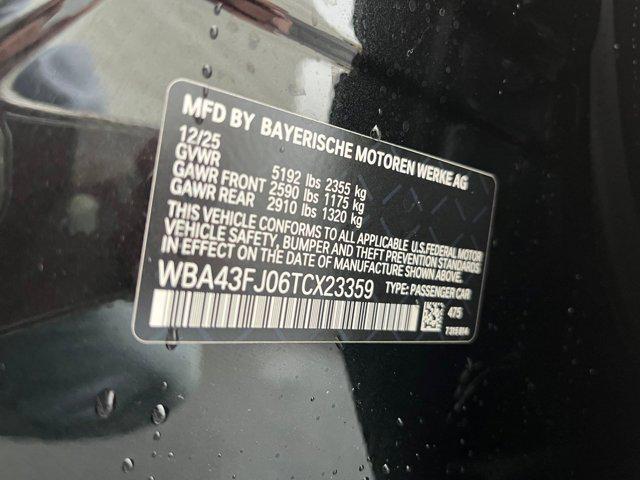 MFD BY BAYERISCHE MOTOREN WERKE AG
12/25
GVWR 5192 lbs 2355 kg
GAWR FRONT 2590 lbs 1175 kg
GAWR REAR 2910 lbs 1320 kg
THIS VEHICLE CONFORMS TO ALL APPLICABLE U.S.FEDERAL MOTOR
VEHICLE SAFETY, BUMPER AND THEFT PREVENTION STANDARDS
IN EFFECT ON THE DATE OF MANUFACTURE SHOWN ABOVE.
WBA43FJ06TCX23359 TYPE: PASSENGER CAR
475